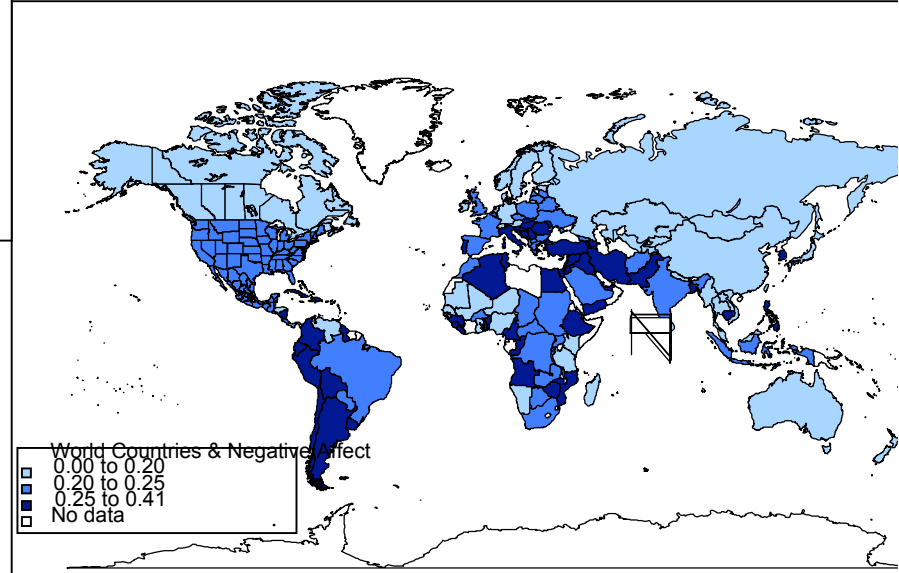 World Countries & Negative Affect
0.00 to 0.20
0.20 to 0.25
0.25 to 0.41
No data